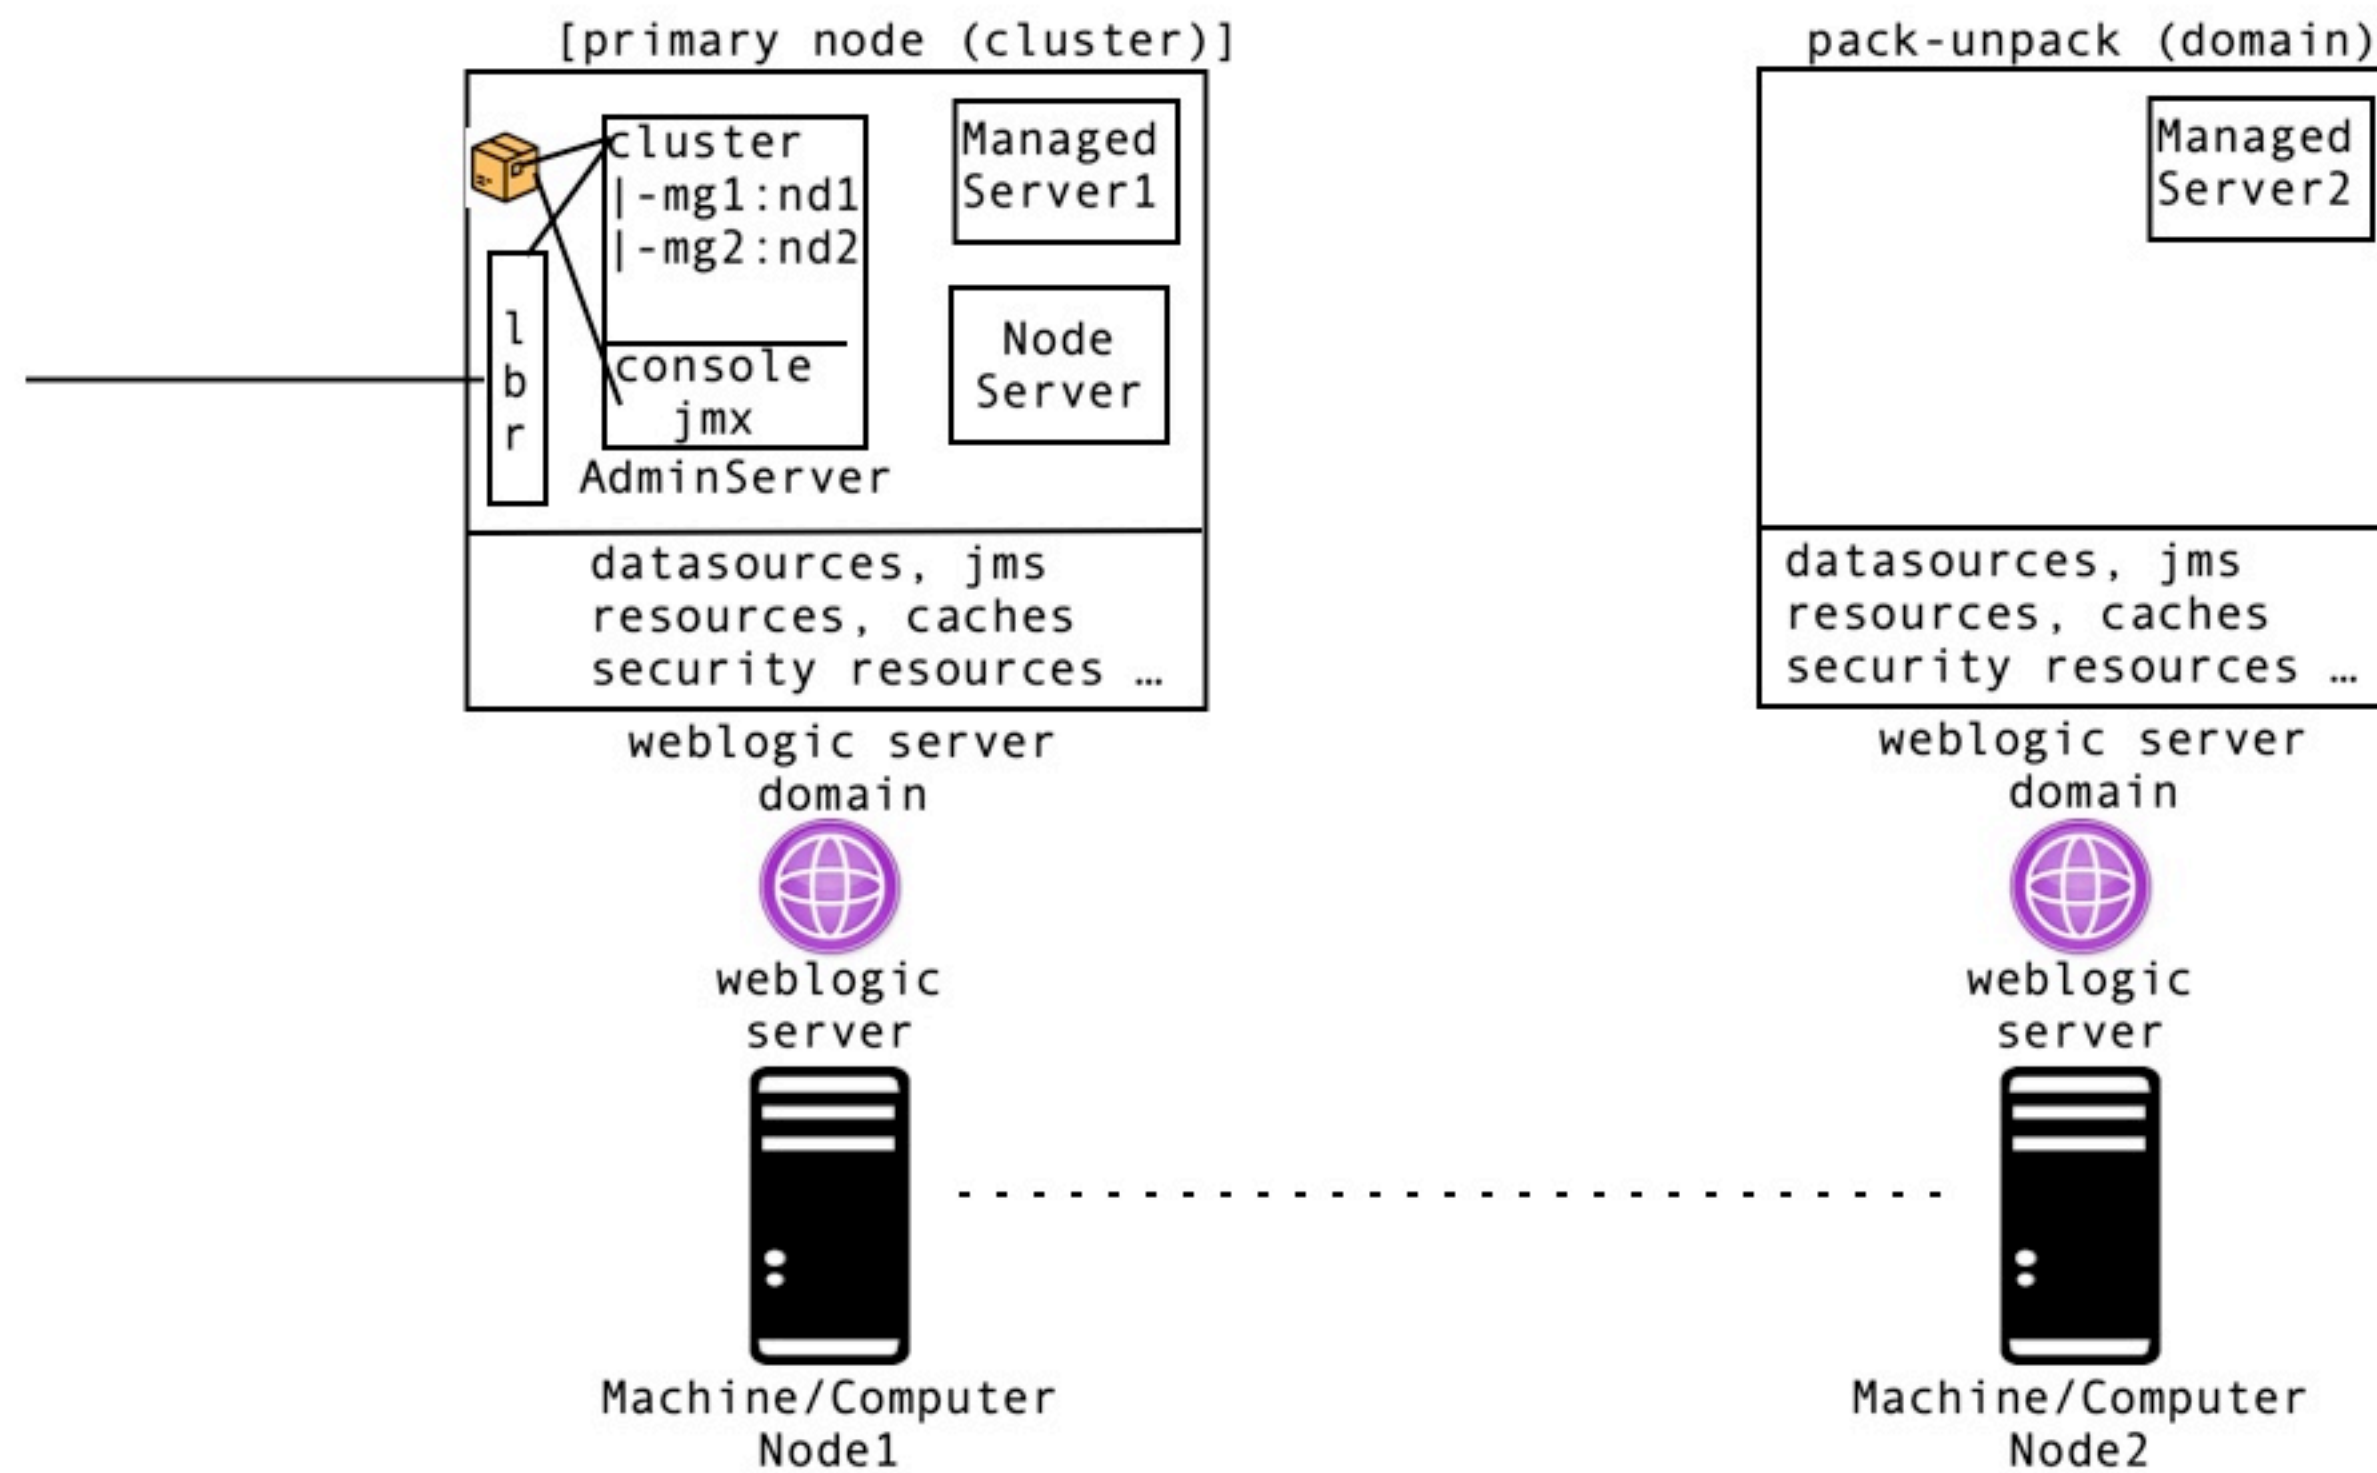 [primary node (cluster)]
cluster
|-mg1:nd1
|-mg2:nd2
console
jmx
AdminServer
l
b
r
Managed
Server1
Node
Server
datasources, jms
resources, caches
security resources …
weblogic server
domain
weblogic
server
Machine/Computer
Node1
pack-unpack (domain)
Managed
Server2
datasources, jms
resources, caches
security resources …
weblogic server
domain
weblogic
server
Machine/Computer
Node2